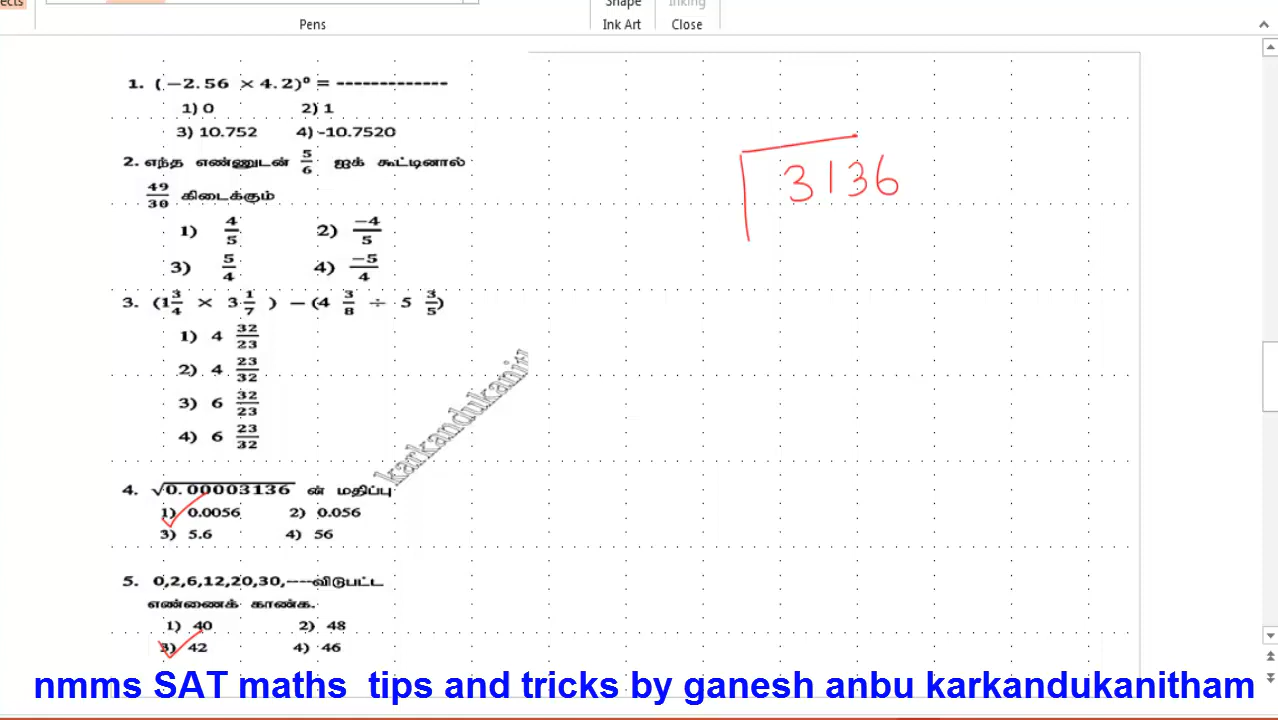 ects
Pens
Shape
Ink Art
Inking
Close
1. (−2.56 × 4.2)⁰ = -------------
1) 0 2) 1
3) 10.752 4) -10.7520
2. எந்த எண்ணுடன் 5/6 ஐக் கூட்டினால்
49/30 கிடைக்கும்
1) 4/5 2) −4/5
3) 5/4 4) −5/4
3. (1 3/4 × 3 1/7 ) − (4 3/8 ÷ 5 3/5)
1) 4 32/23
2) 4 23/32
3) 6 32/23
4) 6 23/32
4. √0.00003136 ன் மதிப்பு
1) 0.0056 2) 0.056
3) 5.6 4) 56
5. 0,2,6,12,20,30,----விடுபட்ட
எண்ணைக் காண்க.
1) 40 2) 48
3) 42 4) 46
3136
nmms SAT maths tips and tricks by ganesh anbu karkandukanitham